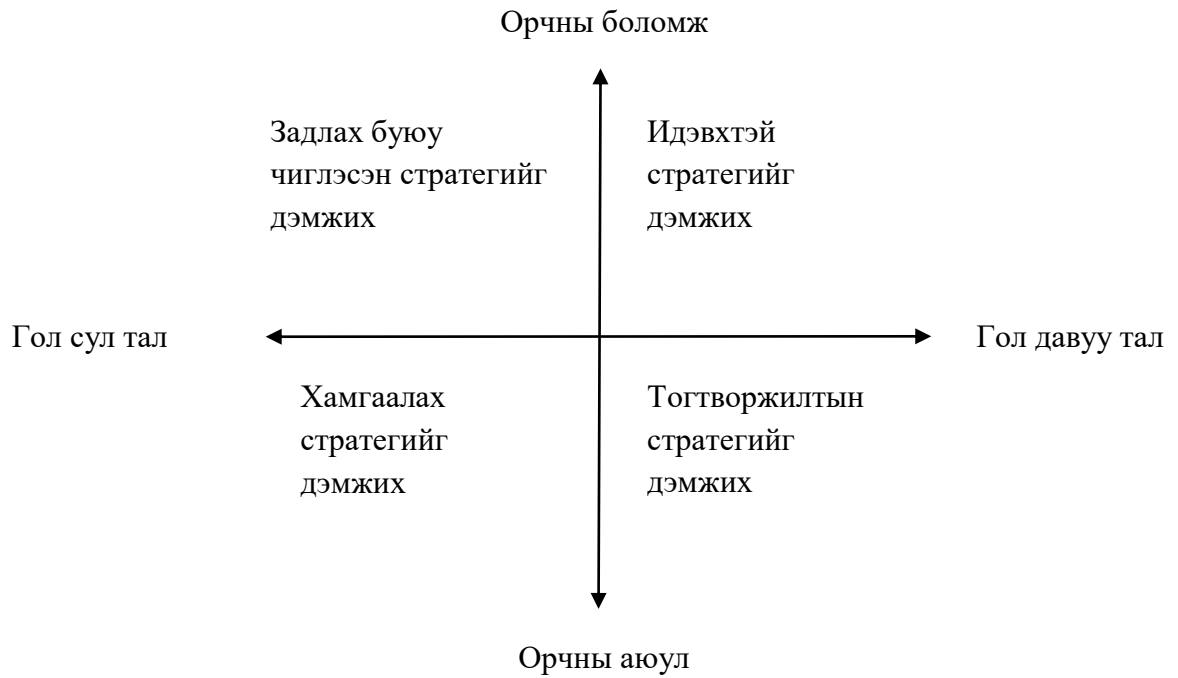 Орчны боломж
Задлах буюу
чиглэсэн стратегийг
дэмжих
Идэвхтэй
стратегийг
дэмжих
Гол сул тал
Гол давуу тал
Хамгаалах
стратегийг
дэмжих
Тогтворжилтын
стратегийг
дэмжих
Орчны аюул